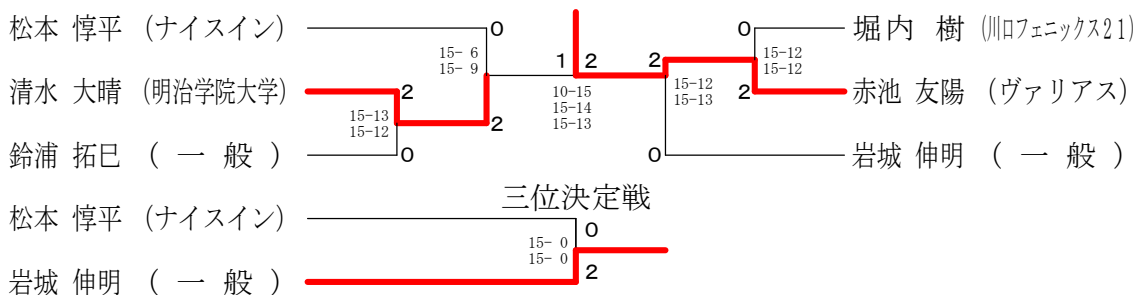 松本 惇平 (ナイスイン) 0 0 堀内 樹 (川口フェニックス21)
15- 6 1 2 2 15-12
15- 9 15-12
清水 大晴 (明治学院大学) 2 10-15 15-12 2 赤池 友陽 (ヴァリアス)
15-13 15-14 15-13
15-12 2 15-13
鈴浦 拓巳 ( 一 般 ) 0 0 岩城 伸明 ( 一 般 )
三位決定戦
松本 惇平 (ナイスイン) 0
15- 0
15- 0
岩城 伸明 ( 一 般 ) 2